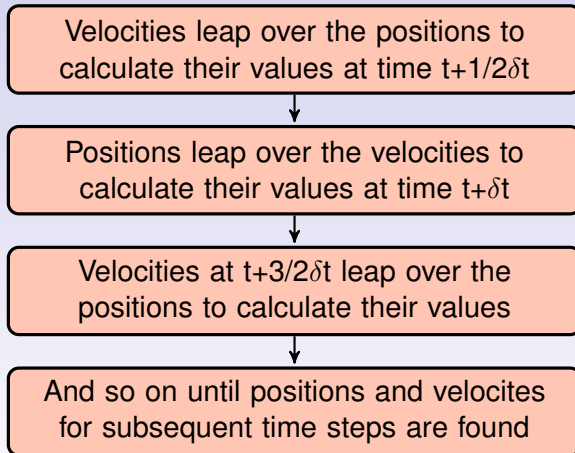 Velocities leap over the positions to
calculate their values at time t+1/2δt
Positions leap over the velocities to
calculate their values at time t+δt
Velocities at t+3/2δt leap over the
positions to calculate their values
And so on until positions and velocites
for subsequent time steps are found